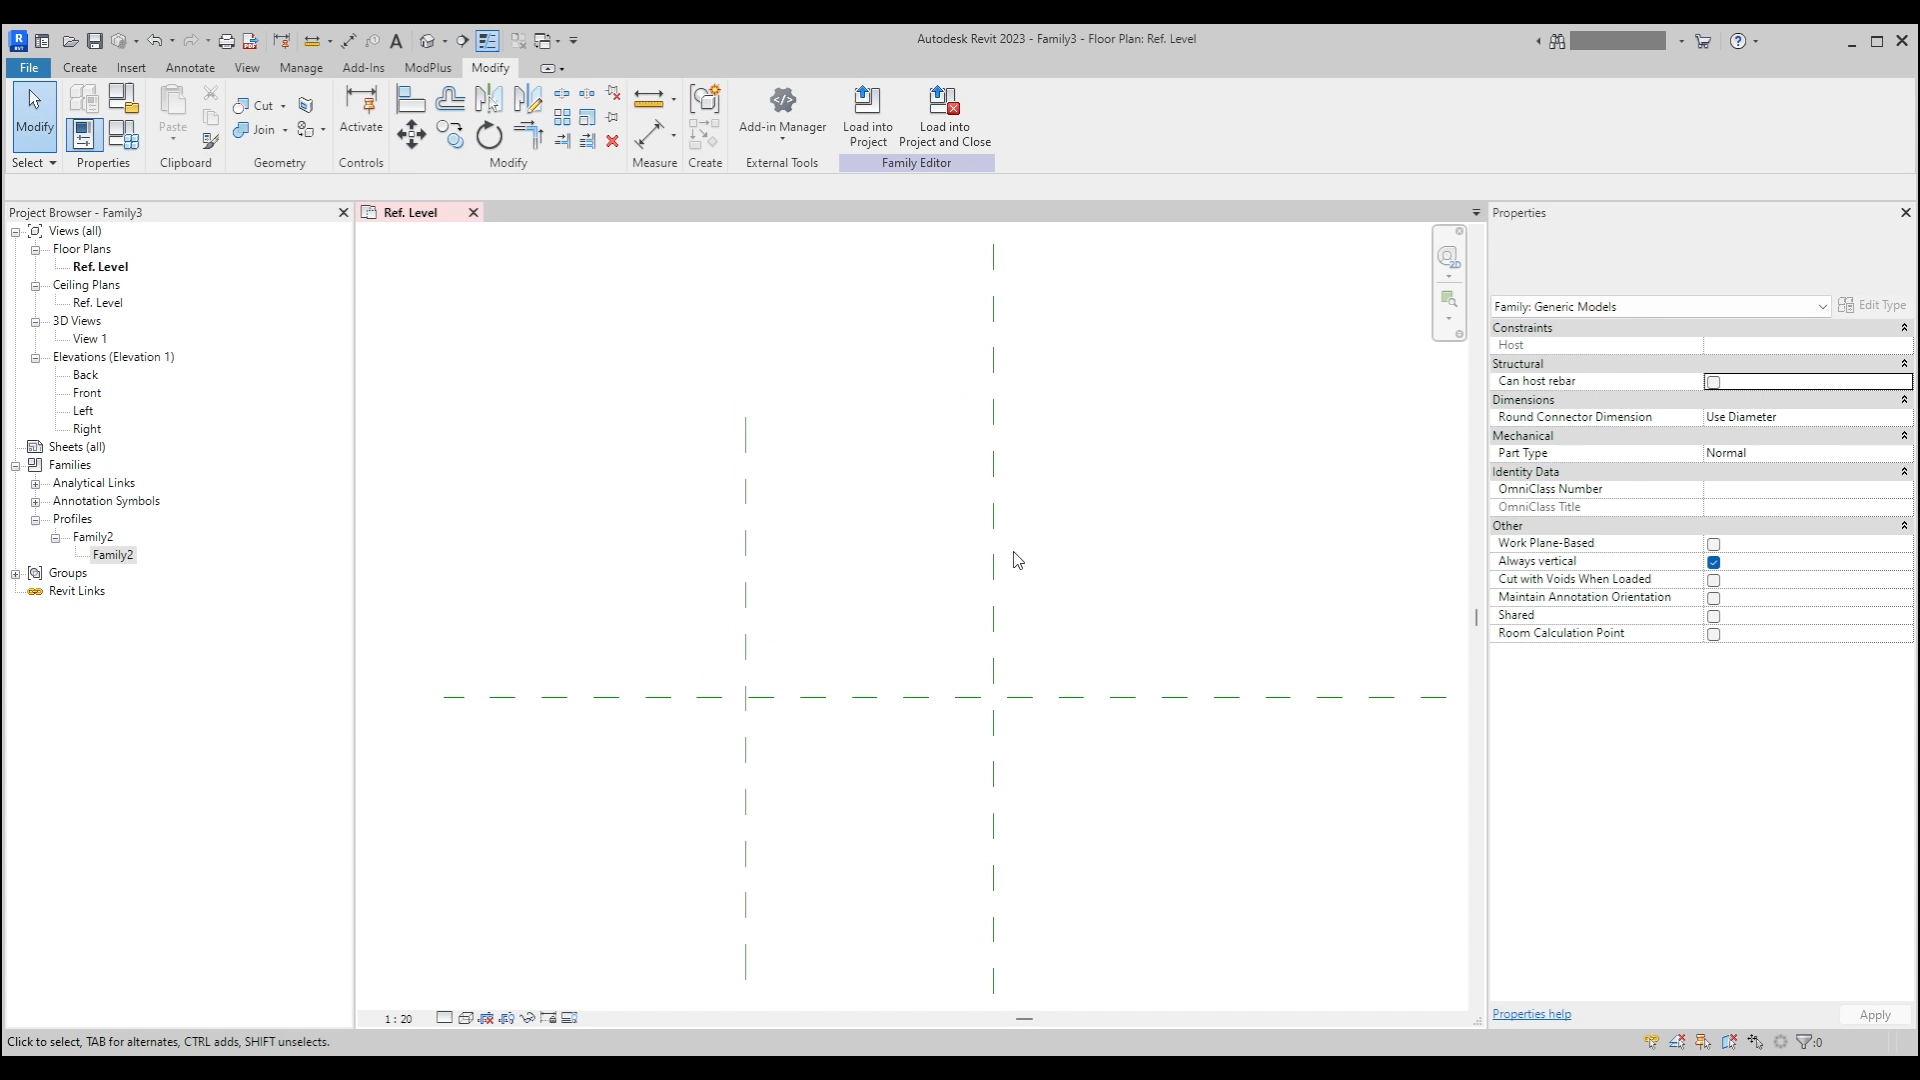 R
RVT
A
Autodesk Revit 2023 - Family3 - Floor Plan: Ref. Level
?
File Create Insert Annotate View Manage Add-Ins ModPlus Modify
Modify
Paste
Cut
Join
Activate
Add-in Manager
Load into
Project
Load into
Project and Close
Select Properties Clipboard Geometry Controls Modify Measure Create External Tools Family Editor
Project Browser - Family3
Views (all)
Floor Plans
Ref. Level
Ceiling Plans
Ref. Level
3D Views
View 1
Elevations (Elevation 1)
Back
Front
Left
Right
Sheets (all)
Families
Analytical Links
Annotation Symbols
Profiles
Family2
Family2
Groups
Revit Links
Ref. Level
2D
1 : 20
Properties
Family: Generic Models
Edit Type
Constraints
Host
Structural
Can host rebar
Dimensions
Round Connector Dimension Use Diameter
Mechanical
Part Type Normal
Identity Data
OmniClass Number
OmniClass Title
Other
Work Plane-Based
Always vertical
Cut with Voids When Loaded
Maintain Annotation Orientation
Shared
Room Calculation Point
Properties help
Apply
Click to select, TAB for alternates, CTRL adds, SHIFT unselects.
:0